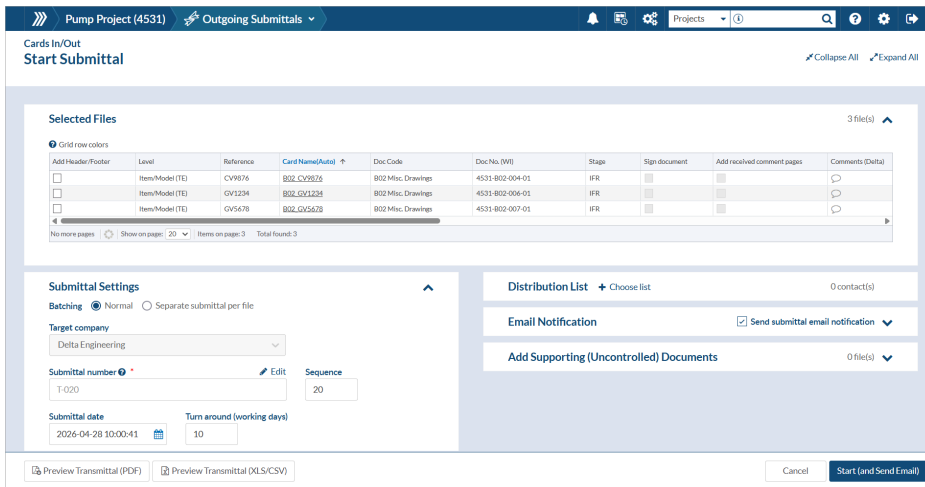 Pump Project (4531) Outgoing Submittals Projects
Cards In/Out
Start Submittal
Collapse All Expand All
Selected Files 3 file(s)
Grid row colors
Add Header/Footer Level Reference Card Name(Auto) ↑ Doc Code Doc No. (WI) Stage Sign document Add received comment pages Comments (Delta)
Item/Model (TE) CV9876 B02_CV9876 B02 Misc. Drawings 4531-B02-004-01 IFR
Item/Model (TE) GV1234 B02_GV1234 B02 Misc. Drawings 4531-B02-006-01 IFR
Item/Model (TE) GV5678 B02_GV5678 B02 Misc. Drawings 4531-B02-007-01 IFR
No more pages Show on page: 20 Items on page: 3 Total found: 3
Submittal Settings
Batching Normal Separate submittal per file
Target company
Delta Engineering
Submittal number * Edit Sequence
T-020 20
Submittal date Turn around (working days)
2026-04-28 10:00:41 10
Distribution List + Choose list 0 contact(s)
Email Notification Send submittal email notification
Add Supporting (Uncontrolled) Documents 0 file(s)
Preview Transmittal (PDF) Preview Transmittal (XLS/CSV) Cancel Start (and Send Email)